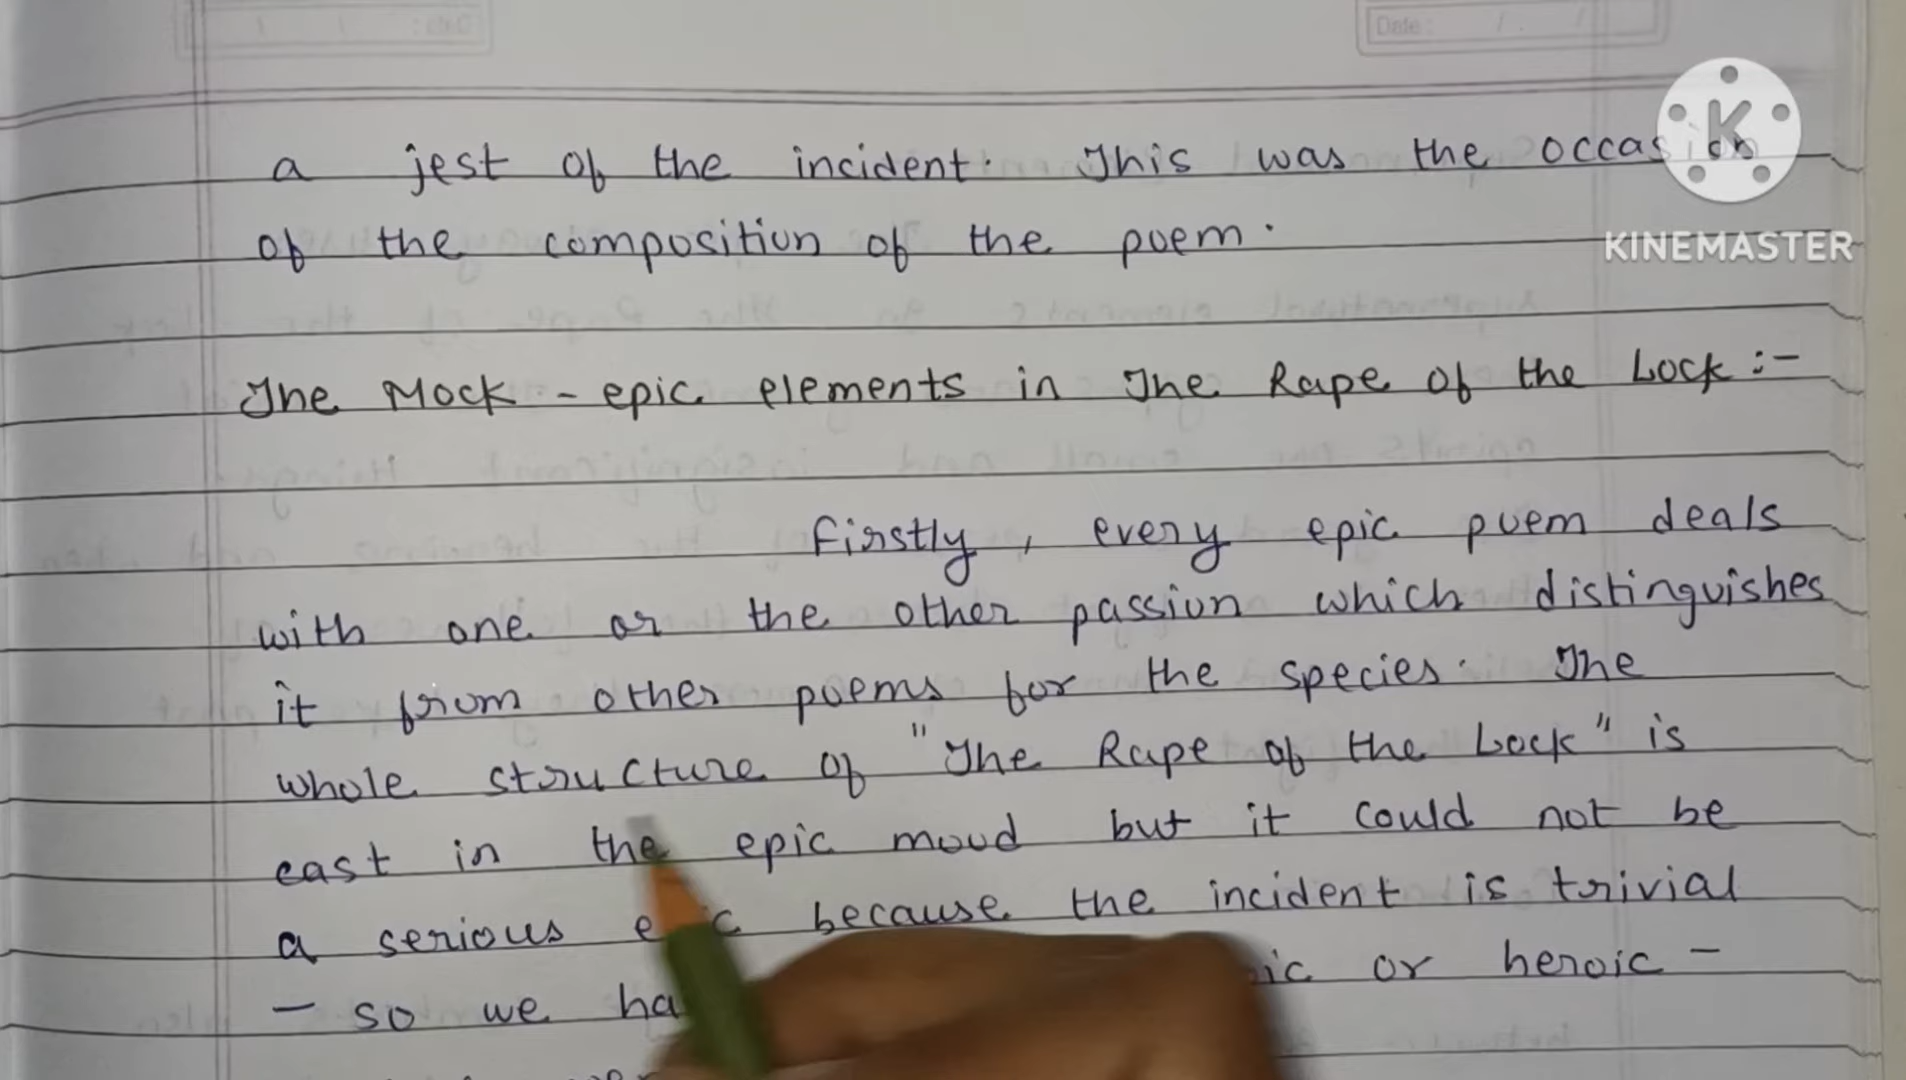 Date :
a jest of the incident. This was the occasion
of the composition of the poem.
KINEMASTER
The Mock - epic elements in The Rape of the Lock :-
Firstly, every epic poem deals
with one or the other passion which distinguishes
it from other poems for the species. The
whole structure of "The Rape of the Lock" is
cast in the epic mood but it could not be
a serious because the incident is trivial
- so we or heroic -